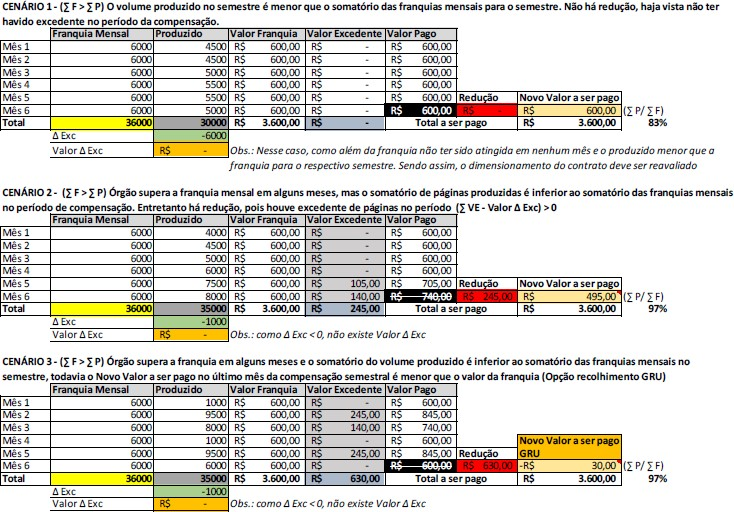 CENÁRIO 1 - (∑ F > ∑ P) O volume produzido no semestre é menor que o somatório das franquias mensais para o semestre. Não há redução, haja vista não ter
havido excedente no período da compensação.
Franquia Mensal Produzido Valor Franquia Valor Excedente Valor Pago
Mês 1 6000 4500 R$ 600,00 R$ - R$ 600,00
Mês 2 6000 4500 R$ 600,00 R$ - R$ 600,00
Mês 3 6000 5000 R$ 600,00 R$ - R$ 600,00
Mês 4 6000 5500 R$ 600,00 R$ - R$ 600,00
Mês 5 6000 5500 R$ 600,00 R$ - R$ 600,00 Redução Novo Valor a ser pago
Mês 6 6000 5000 R$ 600,00 R$ - R$ 600,00 R$ - R$ 600,00 (∑ P/ ∑ F)
Total 36000 30000 R$ 3.600,00 R$ - Total a ser pago R$ 3.600,00 83%
Δ Exc -6000
Valor Δ Exc R$ - Obs.: Nesse caso, como além da franquia não ter sido atingida em nenhum mês e o produzido menor que a
franquia para o respectivo semestre. Sendo assim, o dimensionamento do contrato deve ser reavaliado
CENÁRIO 2 - (∑ F > ∑ P) Órgão supera a franquia mensal em alguns meses, mas o somatório de páginas produzidas é inferior ao somatório das franquias mensais
no período de compensação. Entretanto há redução, pois houve excedente de páginas no período (∑ VE - Valor Δ Exc) > 0
Franquia Mensal Produzido Valor Franquia Valor Excedente Valor Pago
Mês 1 6000 4000 R$ 600,00 R$ - R$ 600,00
Mês 2 6000 4500 R$ 600,00 R$ - R$ 600,00
Mês 3 6000 5000 R$ 600,00 R$ - R$ 600,00
Mês 4 6000 6000 R$ 600,00 R$ - R$ 600,00
Mês 5 6000 7500 R$ 600,00 R$ 105,00 R$ 705,00 Redução Novo Valor a ser pago
Mês 6 6000 8000 R$ 600,00 R$ 140,00 R$ 740,00 R$ 245,00 R$ 495,00 (∑ P/ ∑ F)
Total 36000 35000 R$ 3.600,00 R$ 245,00 Total a ser pago R$ 3.600,00 97%
Δ Exc -1000
Valor Δ Exc R$ - Obs.: como Δ Exc < 0, não existe Valor Δ Exc
CENÁRIO 3 - (∑ F > ∑ P) Órgão supera a franquia em alguns meses e o somatório do volume produzido é inferior ao somatório das franquias mensais no
semestre, todavia o Novo Valor a ser pago no último mês da compensação semestral é menor que o valor da franquia (Opção recolhimento GRU)
Franquia Mensal Produzido Valor Franquia Valor Excedente Valor Pago
Mês 1 6000 1000 R$ 600,00 R$ - R$ 600,00
Mês 2 6000 9500 R$ 600,00 R$ 245,00 R$ 845,00
Mês 3 6000 8000 R$ 600,00 R$ 140,00 R$ 740,00
Mês 4 6000 1000 R$ 600,00 R$ - R$ 600,00 Novo Valor a ser pago
Mês 5 6000 9500 R$ 600,00 R$ 245,00 R$ 845,00 Redução GRU
Mês 6 6000 6000 R$ 600,00 R$ - R$ 600,00 R$ 630,00 -R$ 30,00 (∑ P/ ∑ F)
Total 36000 35000 R$ 3.600,00 R$ 630,00 Total a ser pago R$ 3.600,00 97%
Δ Exc -1000
Valor Δ Exc R$ - Obs.: como Δ Exc < 0, não existe Valor Δ Exc